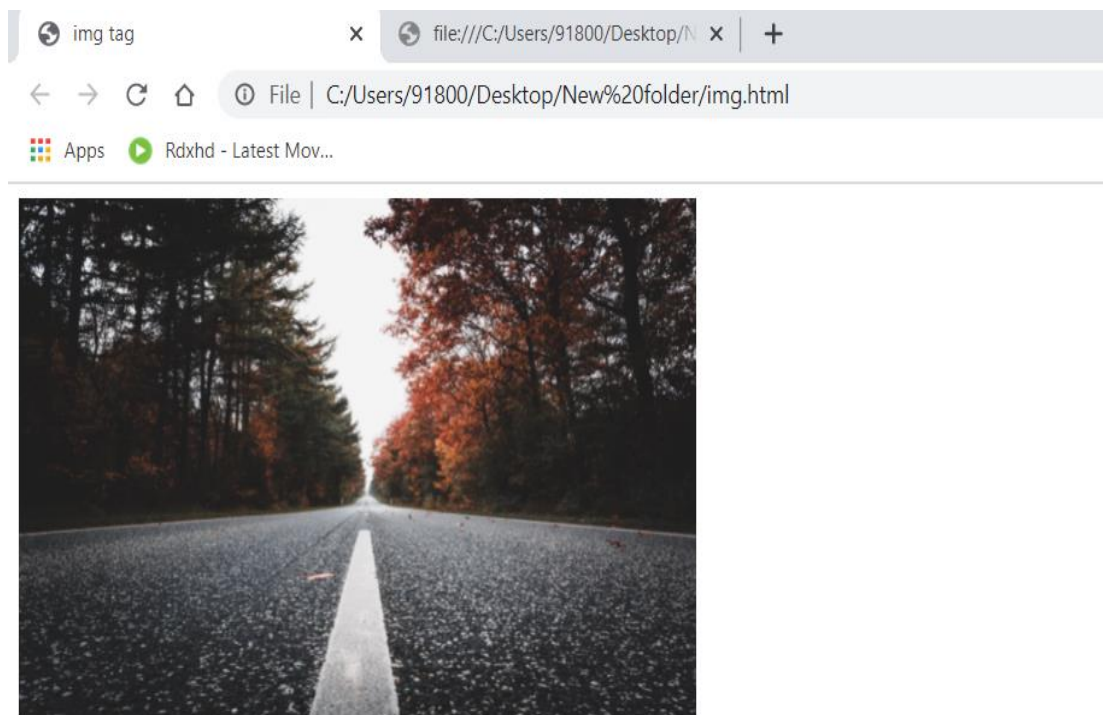 img tag file:///C:/Users/91800/Desktop/N
File | C:/Users/91800/Desktop/New%20folder/img.html
Apps Rdxhd - Latest Mov...